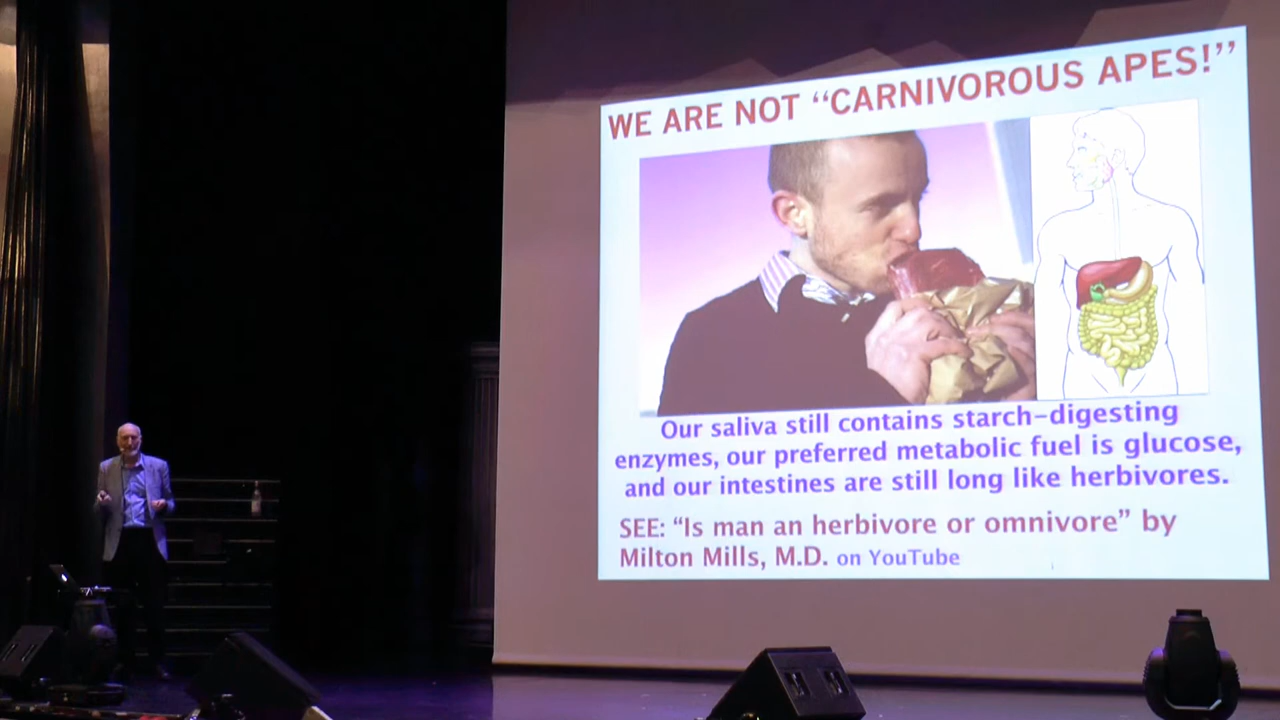 WE ARE NOT “CARNIVOROUS APES!”
Our saliva still contains starch-digesting
enzymes, our preferred metabolic fuel is glucose,
and our intestines are still long like herbivores.
SEE: “Is man an herbivore or omnivore” by
Milton Mills, M.D. on YouTube